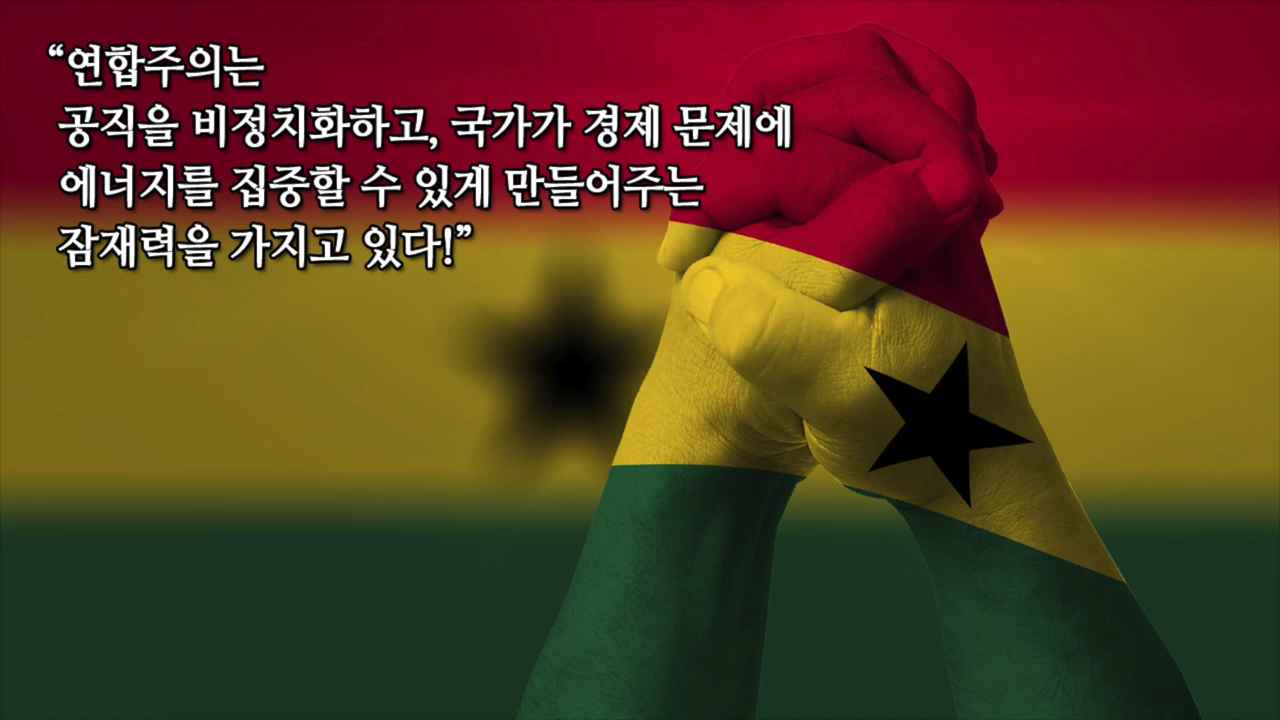 “연합주의는
공직을 비정치화하고, 국가가 경제 문제에
에너지를 집중할 수 있게 만들어주는
잠재력을 가지고 있다!”